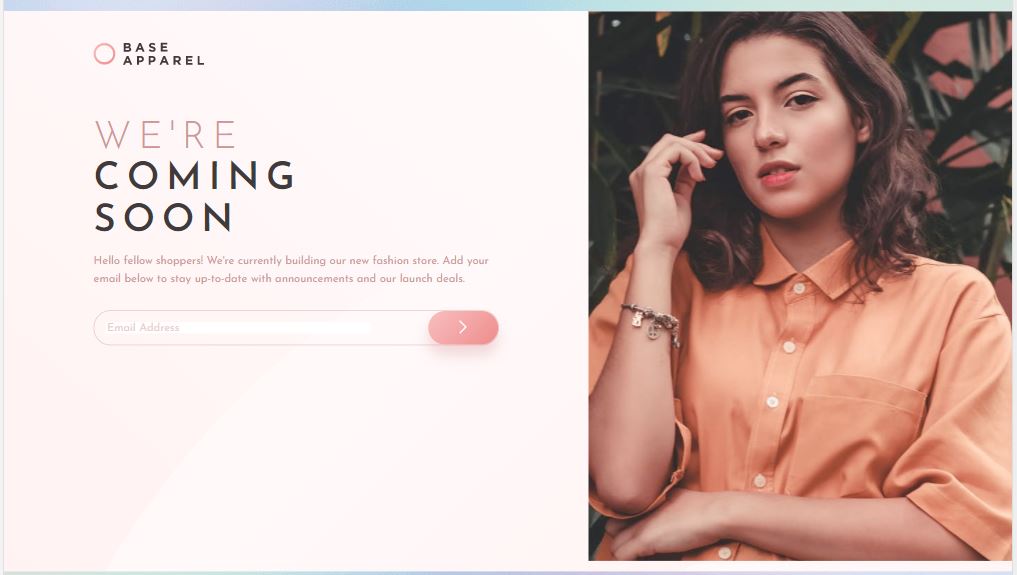 BASE
APPAREL
WE'RE
COMING
SOON
Hello fellow shoppers! We're currently building our new fashion store. Add your
email below to stay up-to-date with announcements and our launch deals.
Email Address